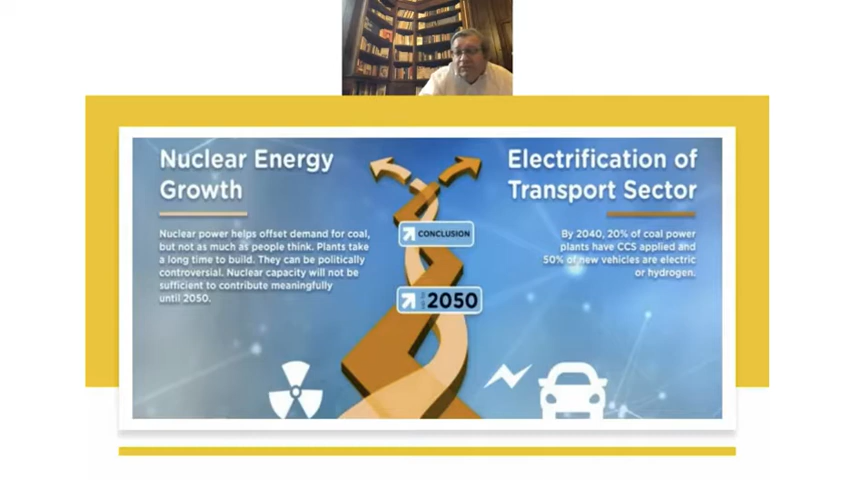 Nuclear Energy
Growth
Nuclear power helps offset demand for coal,
but not as much as people think. Plants take
a long time to build. They can be politically
controversial. Nuclear capacity will not be
sufficient to contribute meaningfully
until 2050.
CONCLUSION
2050
Electrification of
Transport Sector
By 2040, 20% of coal power
plants have CCS applied and
50% of new vehicles are electric
or hydrogen.